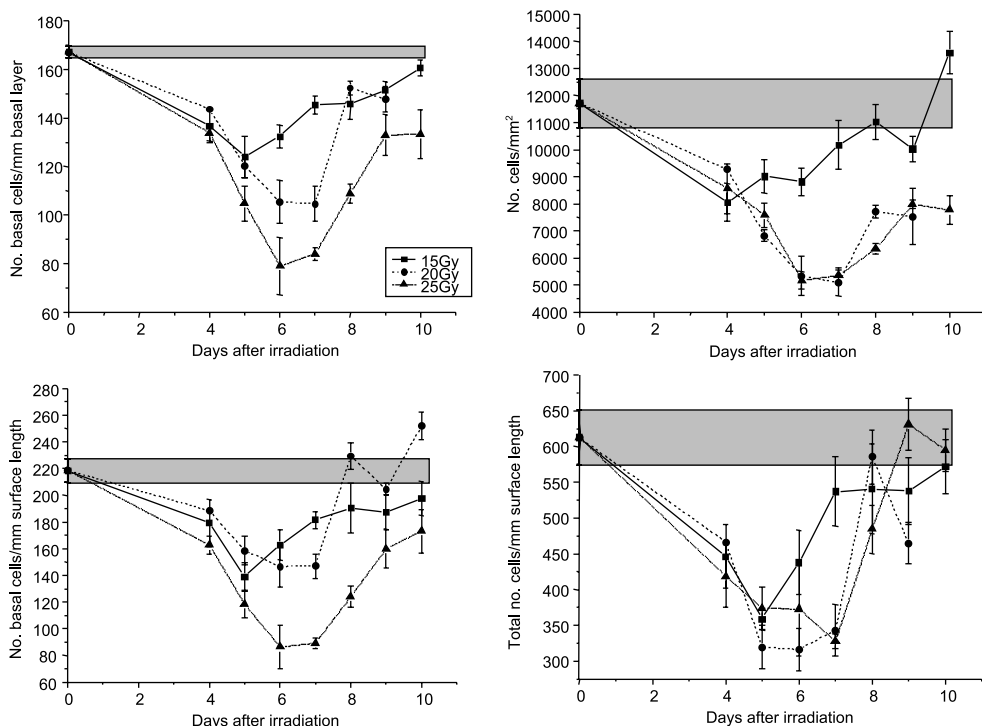 No. basal cells/mm basal layer
180
160
140
120
100
80
60
0 2 4 6 8 10
Days after irradiation
15Gy
20Gy
25Gy
No. cells/mm²
15000
14000
13000
12000
11000
10000
9000
8000
7000
6000
5000
4000
0 2 4 6 8 10
Days after irradiation
No. basal cells/mm surface length
280
260
240
220
200
180
160
140
120
100
80
60
0 2 4 6 8 10
Days after irradiation
Total no. cells/mm surface length
700
650
600
550
500
450
400
350
300
0 2 4 6 8 10
Days after irradiation